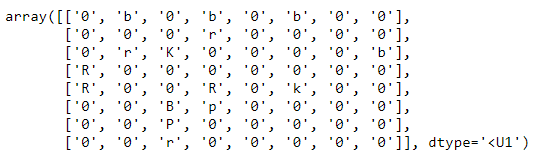 array([['0', 'b', '0', 'b', '0', 'b', '0', '0'],
['0', '0', '0', 'r', '0', '0', '0', '0'],
['0', 'r', 'K', '0', '0', '0', '0', 'b'],
['R', '0', '0', '0', '0', '0', '0', '0'],
['R', '0', '0', 'R', '0', 'k', '0', '0'],
['0', '0', 'B', 'p', '0', '0', '0', '0'],
['0', '0', 'P', '0', '0', '0', '0', '0'],
['0', '0', 'r', '0', '0', '0', '0', '0']], dtype='<U1')